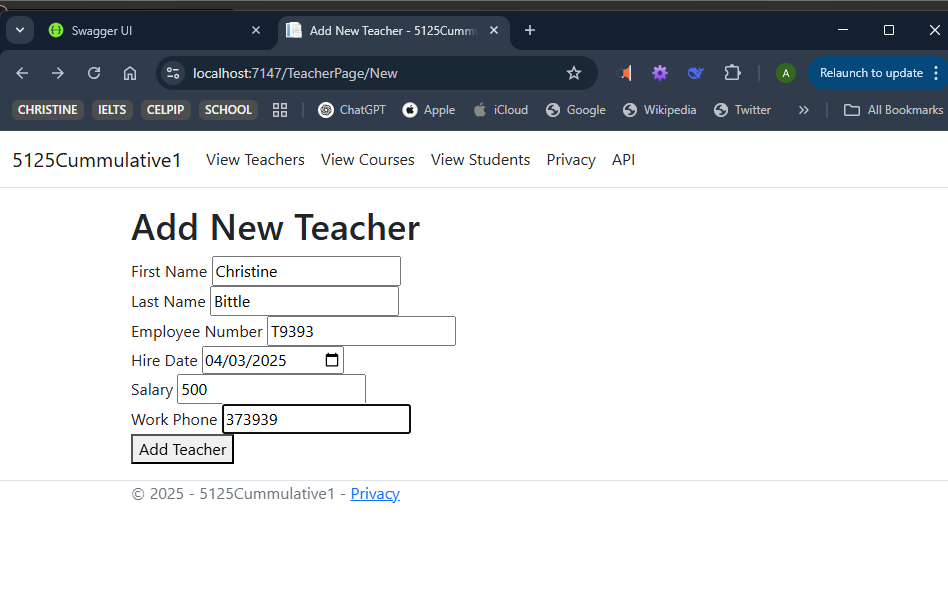 Swagger UI
Add New Teacher - 5125Cumm
localhost:7147/TeacherPage/New
A
Relaunch to update
CHRISTINE IELTS CELPIP SCHOOL ChatGPT Apple iCloud Google Wikipedia Twitter All Bookmarks
5125Cummulative1 View Teachers View Courses View Students Privacy API
Add New Teacher
First Name Christine
Last Name Bittle
Employee Number T9393
Hire Date 04/03/2025
Salary 500
Work Phone 373939
Add Teacher
© 2025 - 5125Cummulative1 - Privacy